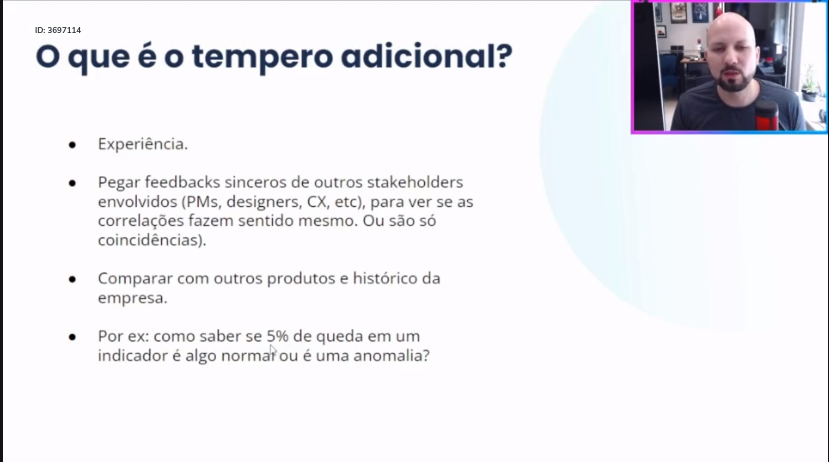 ID: 3697114
O que é o tempero adicional?
● Experiência.
● Pegar feedbacks sinceros de outros stakeholders
envolvidos (PMs, designers, CX, etc), para ver se as
correlações fazem sentido mesmo. Ou são só
coincidências).
● Comparar com outros produtos e histórico da
empresa.
● Por ex: como saber se 5% de queda em um
indicador é algo normal ou é uma anomalia?